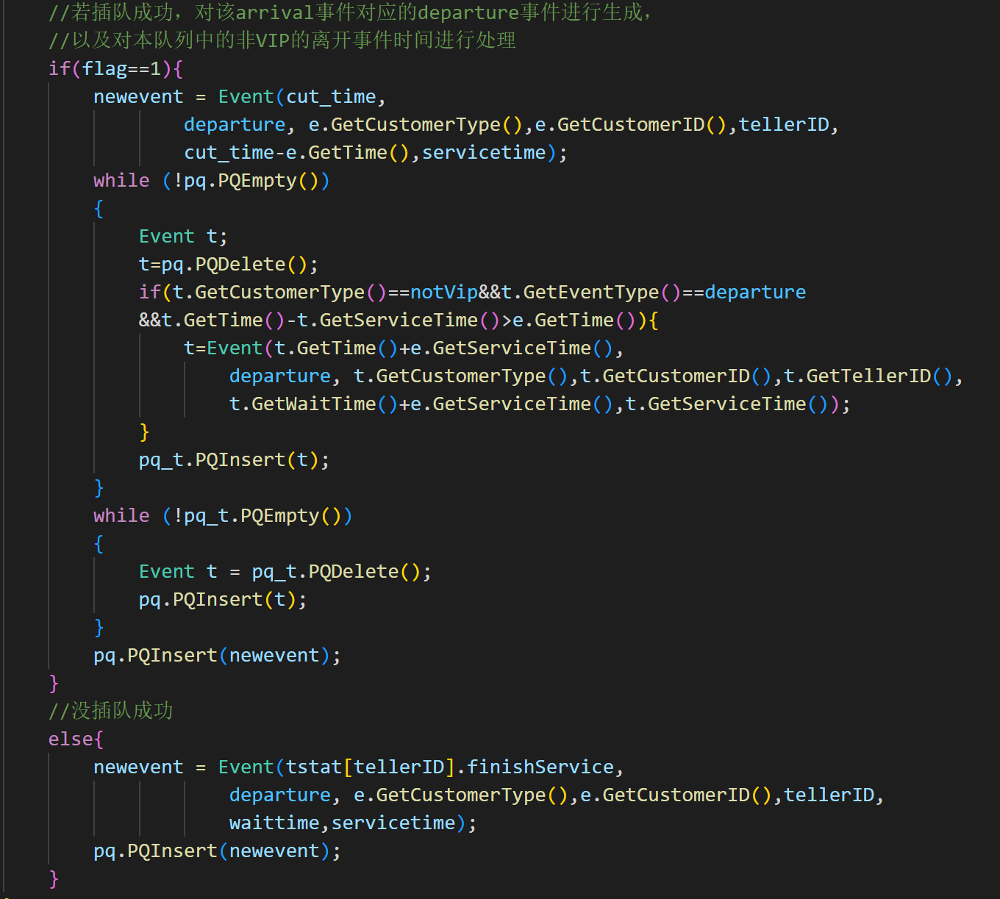 //若插队成功，对该arrival事件对应的departure事件进行生成，
//以及对本队列中的非VIP的离开事件时间进行处理
if(flag==1){
newevent = Event(cut_time,
departure, e.GetCustomerType(),e.GetCustomerID(),tellerID,
cut_time-e.GetTime(),servicetime);
while (!pq.PQEmpty())
{
Event t;
t=pq.PQDelete();
if(t.GetCustomerType()==notVip&&t.GetEventType()==departure
&&t.GetTime()-t.GetServiceTime()>e.GetTime()){
t=Event(t.GetTime()+e.GetServiceTime(),
departure, t.GetCustomerType(),t.GetCustomerID(),t.GetTellerID(),
t.GetWaitTime()+e.GetServiceTime(),t.GetServiceTime());
}
pq_t.PQInsert(t);
}
while (!pq_t.PQEmpty())
{
Event t = pq_t.PQDelete();
pq.PQInsert(t);
}
pq.PQInsert(newevent);
}
//没插队成功
else{
newevent = Event(tstat[tellerID].finishService,
departure, e.GetCustomerType(),e.GetCustomerID(),tellerID,
waittime,servicetime);
pq.PQInsert(newevent);
}